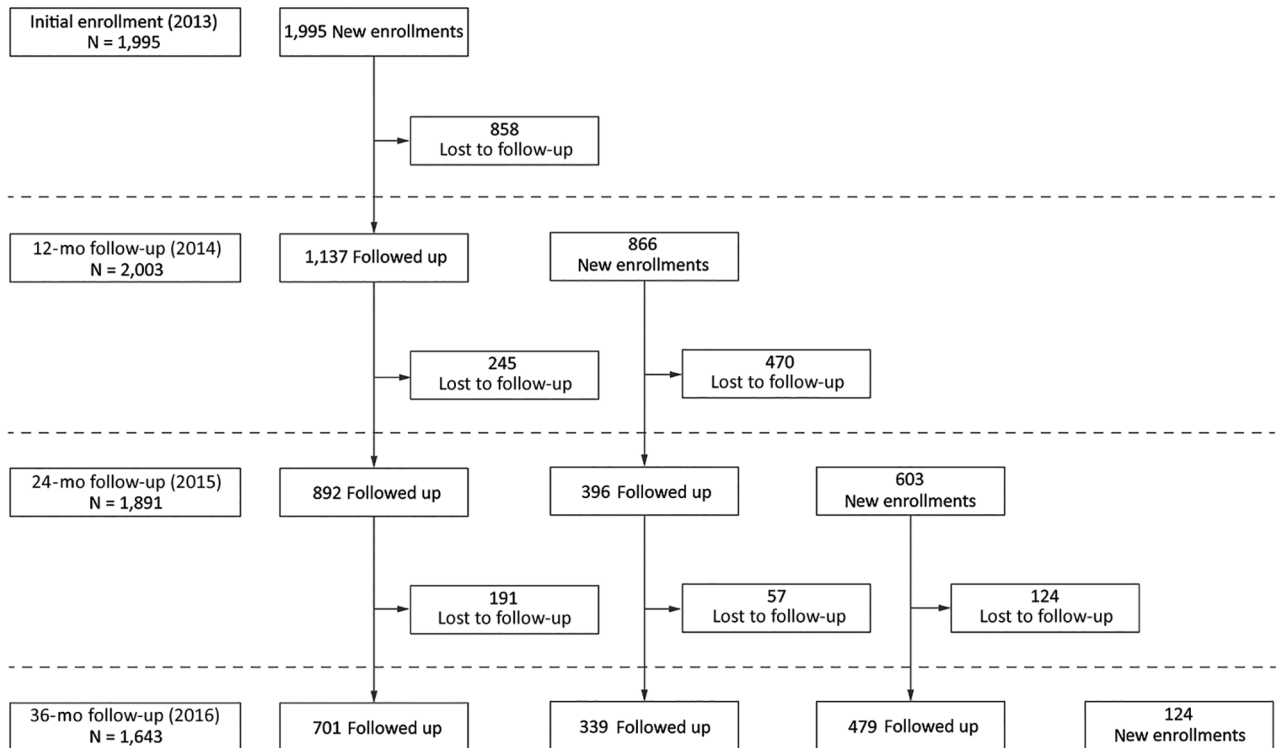 Initial enrollment (2013)
N = 1,995
1,995 New enrollments
858
Lost to follow-up
12-mo follow-up (2014)
N = 2,003
1,137 Followed up
866
New enrollments
245
Lost to follow-up
470
Lost to follow-up
24-mo follow-up (2015)
N = 1,891
892 Followed up
396 Followed up
603
New enrollments
191
Lost to follow-up
57
Lost to follow-up
124
Lost to follow-up
36-mo follow-up (2016)
N = 1,643
701 Followed up
339 Followed up
479 Followed up
124
New enrollments